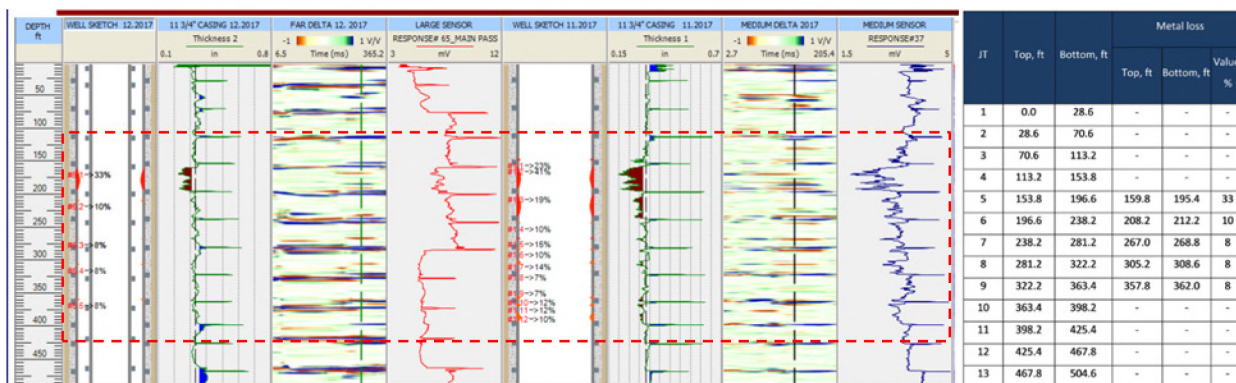 DEPTH ft
WELL SKETCH 12.2017
11 3/4" CASING 12.2017
FAR DELTA 12. 2017
LARGE SENSOR
WELL SKETCH 11.2017
11 3/4" CASING 11.2017
MEDIUM DELTA 2017
MEDIUM SENSOR
Thickness 2
-1 1 V/V
RESPONSE# 65_MAIN PASS
Thickness 1
-1 1 V/V
RESPONSE#37
0.1 in 0.8
6.5 Time (ms) 365.2
3 mV 12
0.15 in 0.7
2.7 Time (ms) 205.4
1.5 mV 5
50
100
150
200
250
300
350
400
450
->33%
->10%
->8%
->8%
->8%
->23%
->41%
->19%
->10%
->16%
->10%
->14%
->7%
->7%
->12%
->12%
->10%
JT Top, ft Bottom, ft Metal loss
Top, ft Bottom, ft Value %
1 0.0 28.6 - - -
2 28.6 70.6 - - -
3 70.6 113.2 - - -
4 113.2 153.8 - - -
5 153.8 196.6 159.8 195.4 33
6 196.6 238.2 208.2 212.2 10
7 238.2 281.2 267.0 268.8 8
8 281.2 322.2 305.2 308.6 8
9 322.2 363.4 357.8 362.0 8
10 363.4 398.2 - - -
11 398.2 425.4 - - -
12 425.4 467.8 - - -
13 467.8 504.6 - - -